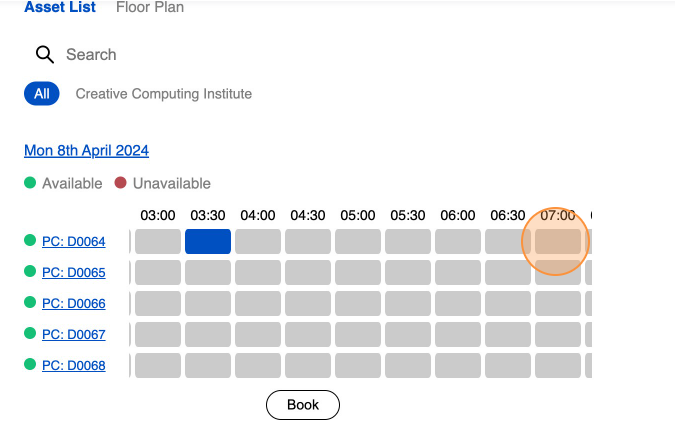 Asset List Floor Plan
Search
All Creative Computing Institute
Mon 8th April 2024
Available Unavailable
03:00 03:30 04:00 04:30 05:00 05:30 06:00 06:30 07:00
PC: D0064
PC: D0065
PC: D0066
PC: D0067
PC: D0068
Book